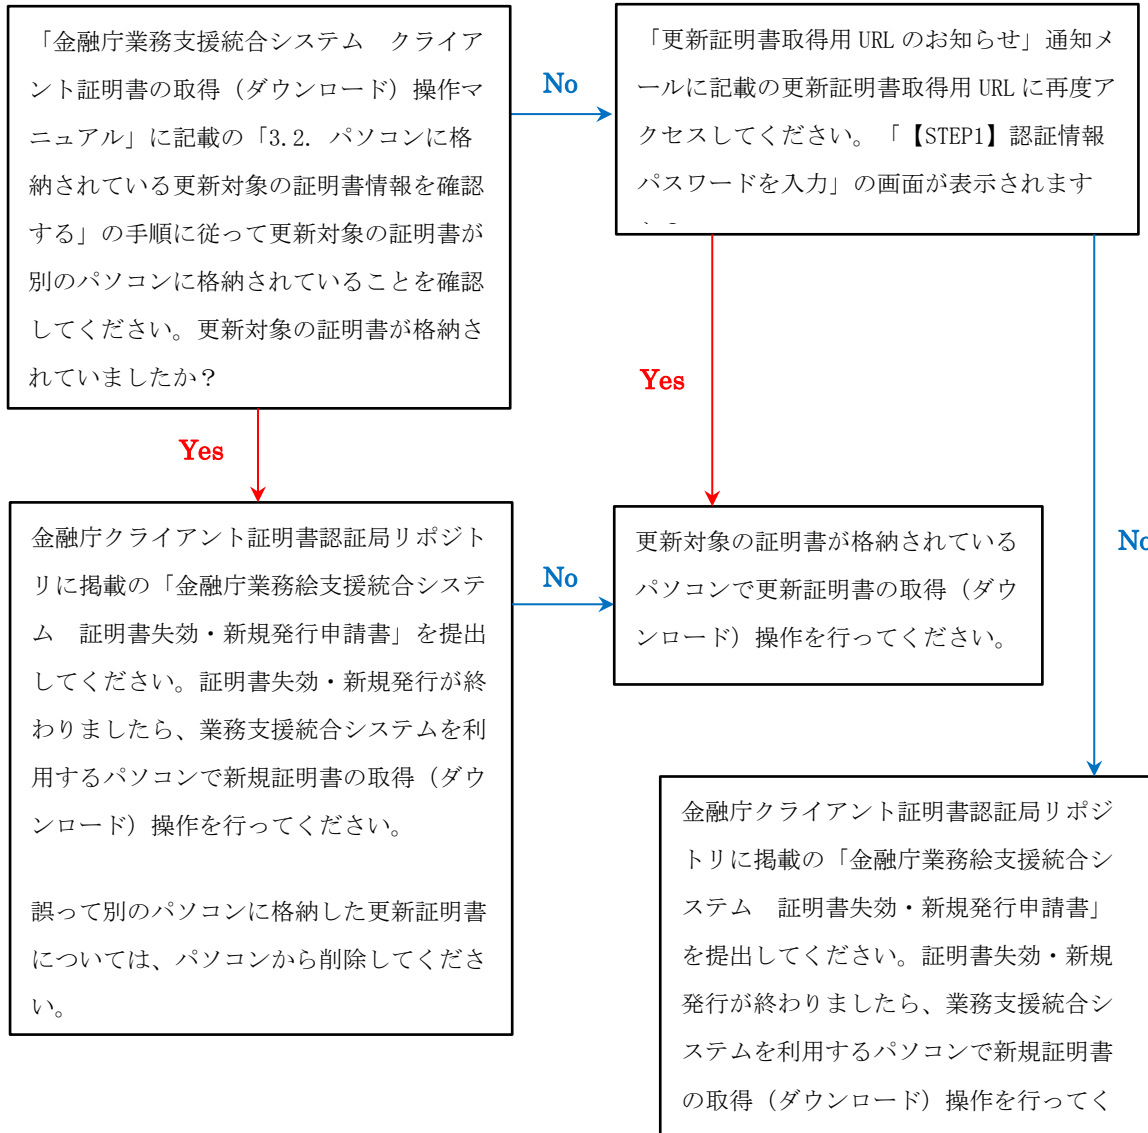 「金融庁業務支援統合システム　クライア
ント証明書の取得（ダウンロード）操作マ
ニュアル」に記載の「3.2. パソコンに格
納されている更新対象の証明書情報を確認
する」の手順に従って更新対象の証明書が
別のパソコンに格納されていることを確認
してください。更新対象の証明書が格納さ
れていましたか？
No
「更新証明書取得用 URL のお知らせ」通知メ
ールに記載の更新証明書取得用 URL に再度ア
クセスしてください。「【STEP1】認証情報
パスワードを入力」の画面が表示されます
Yes
Yes
金融庁クライアント証明書認証局リポジト
リに掲載の「金融庁業務絵支援統合システ
ム　証明書失効・新規発行申請書」を提出
してください。証明書失効・新規発行が終
わりましたら、業務支援統合システムを利
用するパソコンで新規証明書の取得（ダウ
ンロード）操作を行ってください。
誤って別のパソコンに格納した更新証明書
については、パソコンから削除してくださ
い。
No
更新対象の証明書が格納されている
パソコンで更新証明書の取得（ダウ
ンロード）操作を行ってください。
No
金融庁クライアント証明書認証局リポジ
トリに掲載の「金融庁業務絵支援統合シ
ステム　証明書失効・新規発行申請書」
を提出してください。証明書失効・新規
発行が終わりましたら、業務支援統合シ
ステムを利用するパソコンで新規証明書
の取得（ダウンロード）操作を行ってく